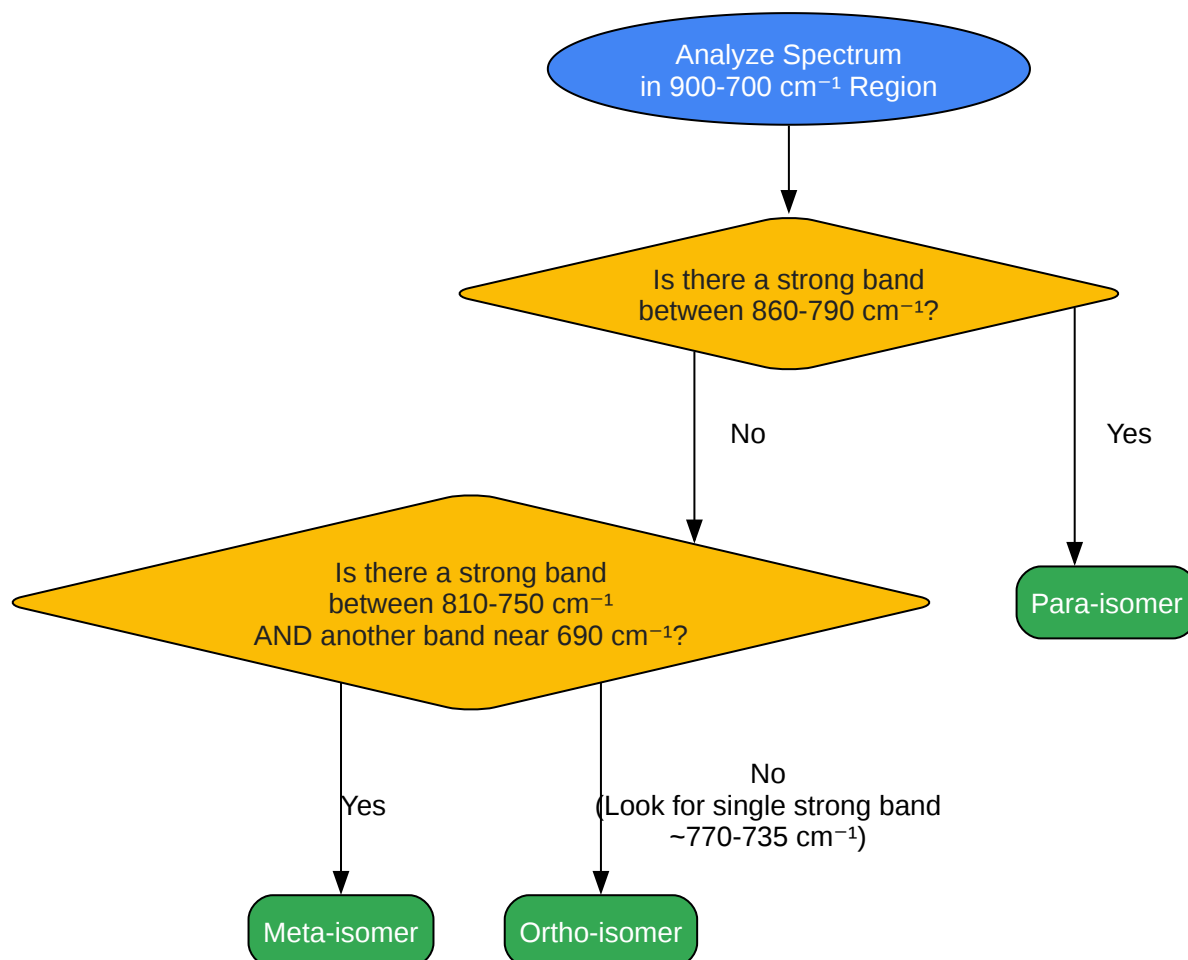 Analyze Spectrum
in 900-700 cm⁻¹ Region
Is there a strong band
between 860-790 cm⁻¹?
No
Yes
Is there a strong band
between 810-750 cm⁻¹
AND another band near 690 cm⁻¹?
Para-isomer
Yes
No
(Look for single strong band
~770-735 cm⁻¹)
Meta-isomer
Ortho-isomer